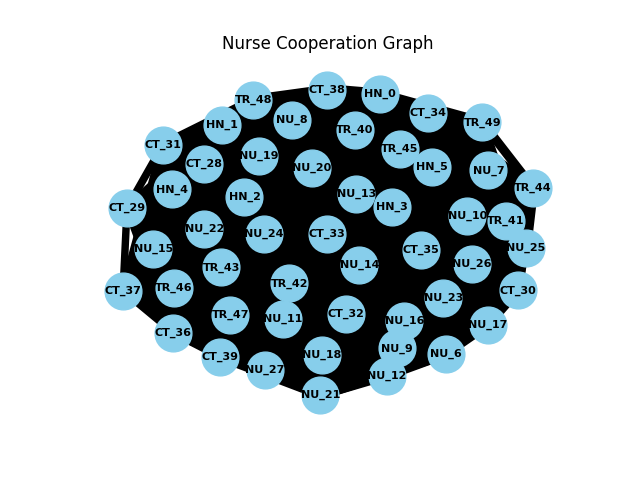 Nurse Cooperation Graph
CT_38
HN_0
TR_48
CT_34
NU_8
TR_49
HN_1
TR_40
CT_31
TR_45
NU_19
CT_28
HN_5
NU_20
NU_7
TR_44
HN_4
NU_13
HN_2
HN_3
CT_29
NU_10
TR_41
NU_22
NU_24
CT_33
NU_25
NU_15
CT_35
NU_14
NU_26
TR_43
TR_42
TR_46
CT_37
CT_30
NU_23
CT_32
TR_47
NU_11
NU_16
NU_17
CT_36
NU_9
NU_6
NU_18
CT_39
NU_27
NU_12
NU_21